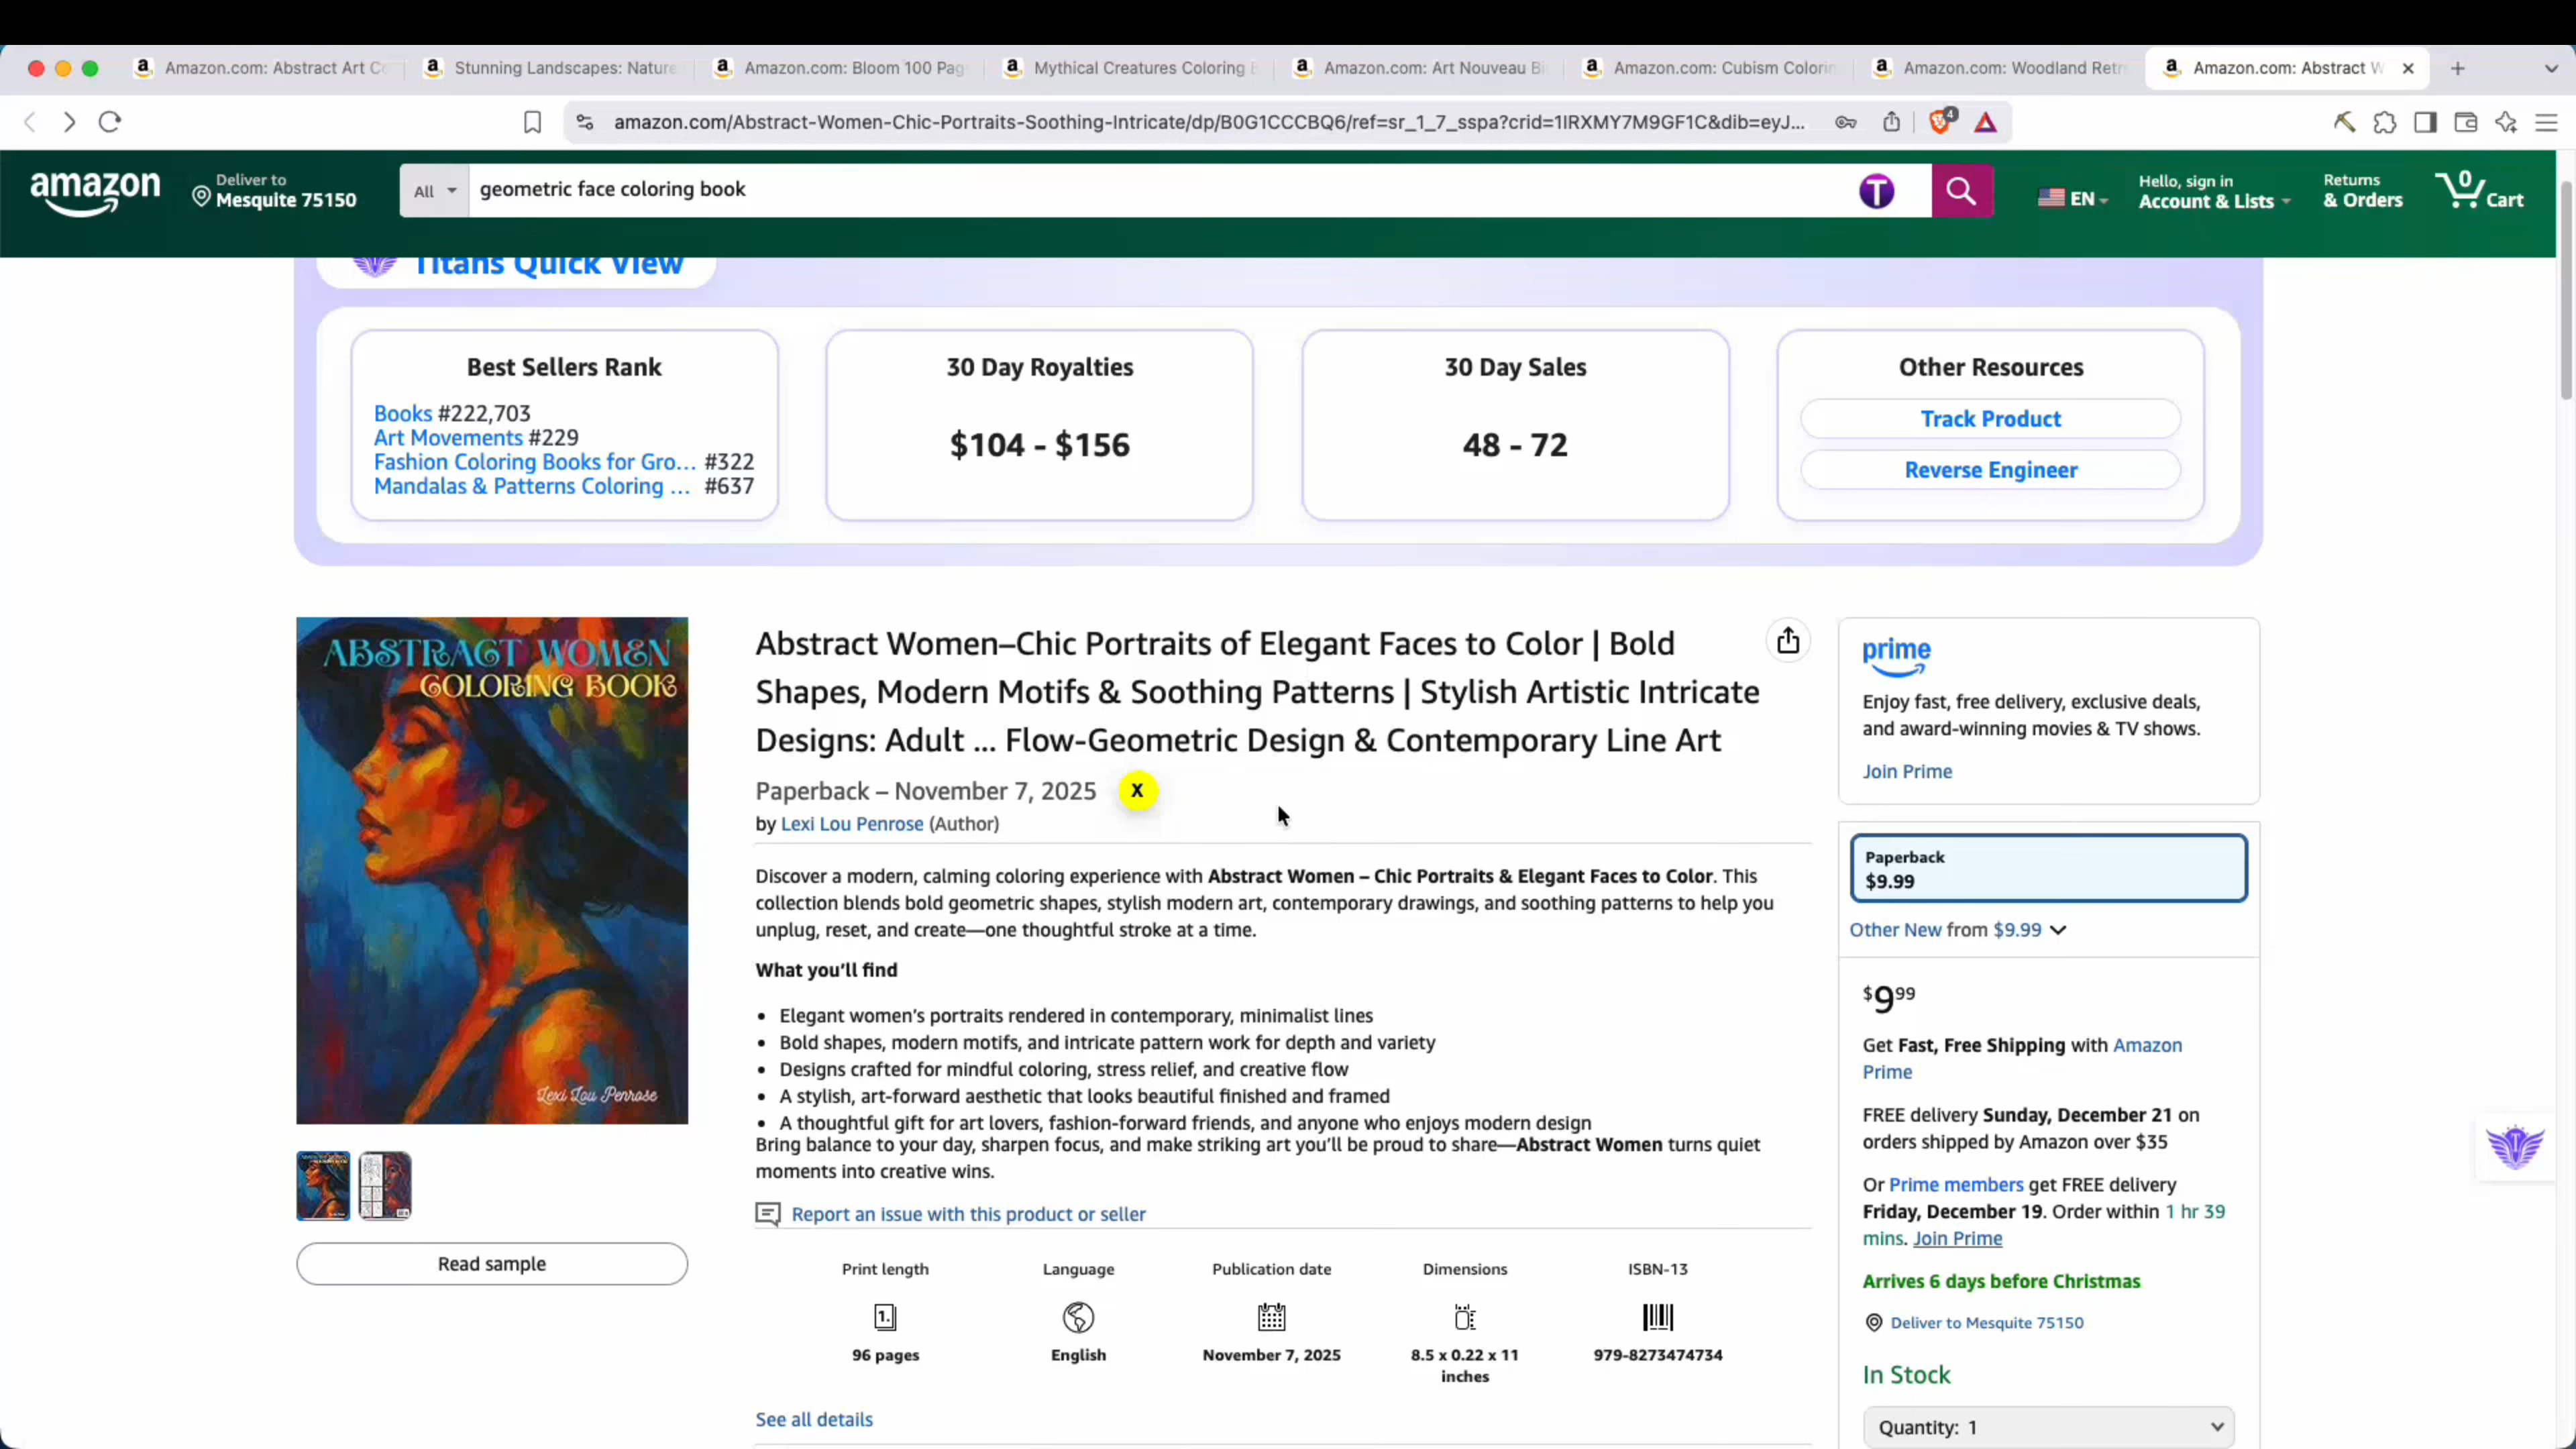 Amazon.com: Abstract Art Co
Stunning Landscapes: Nature
Amazon.com: Bloom 100 Pag
Mythical Creatures Coloring B
Amazon.com: Art Nouveau Bi
Amazon.com: Cubism Colorin
Amazon.com: Woodland Retr
Amazon.com: Abstract W
amazon.com/Abstract-Women-Chic-Portraits-Soothing-Intricate/dp/B0G1CCCBQ6/ref=sr_1_7_sspa?crid=1IRXMY7M9GF1C&dib=eyJ...
4
amazon
Deliver to
Mesquite 75150
All
geometric face coloring book
T
EN
Hello, sign in
Account & Lists
Returns
& Orders
0
Cart
Titans Quick View
Best Sellers Rank
Books #222,703
Art Movements #229
Fashion Coloring Books for Gro... #322
Mandalas & Patterns Coloring ... #637
30 Day Royalties
$104 - $156
30 Day Sales
48 - 72
Other Resources
Track Product
Reverse Engineer
ABSTRACT WOMEN
COLORING BOOK
Lexi Lou Penrose
Read sample
Abstract Women–Chic Portraits of Elegant Faces to Color | Bold
Shapes, Modern Motifs & Soothing Patterns | Stylish Artistic Intricate
Designs: Adult ... Flow-Geometric Design & Contemporary Line Art
Paperback – November 7, 2025
X
by Lexi Lou Penrose (Author)
Discover a modern, calming coloring experience with Abstract Women – Chic Portraits & Elegant Faces to Color. This
collection blends bold geometric shapes, stylish modern art, contemporary drawings, and soothing patterns to help you
unplug, reset, and create—one thoughtful stroke at a time.
What you'll find
• Elegant women's portraits rendered in contemporary, minimalist lines
• Bold shapes, modern motifs, and intricate pattern work for depth and variety
• Designs crafted for mindful coloring, stress relief, and creative flow
• A stylish, art-forward aesthetic that looks beautiful finished and framed
• A thoughtful gift for art lovers, fashion-forward friends, and anyone who enjoys modern design
Bring balance to your day, sharpen focus, and make striking art you'll be proud to share—Abstract Women turns quiet
moments into creative wins.
Report an issue with this product or seller
Print length
1.
96 pages
Language
English
Publication date
November 7, 2025
Dimensions
8.5 x 0.22 x 11
inches
ISBN-13
979-8273474734
See all details
prime
Enjoy fast, free delivery, exclusive deals,
and award-winning movies & TV shows.
Join Prime
Paperback
$9.99
Other New from $9.99
$9.99
Get Fast, Free Shipping with Amazon
Prime
FREE delivery Sunday, December 21 on
orders shipped by Amazon over $35
Or Prime members get FREE delivery
Friday, December 19. Order within 1 hr 39
mins. Join Prime
Arrives 6 days before Christmas
Deliver to Mesquite 75150
In Stock
Quantity: 1